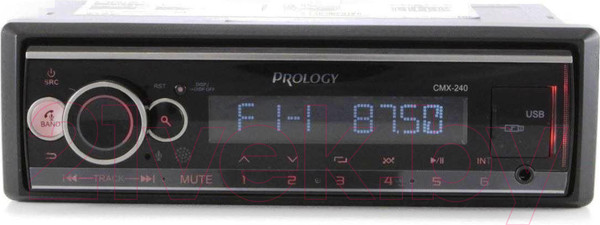 PROLOGY
CMX-240
SRC
RST
DISP/
USB
F1-1 87.50
BAND
TRACK
MUTE
1 2 3 4 5 6
INT